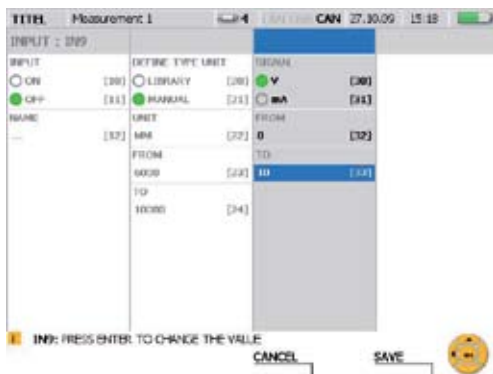 TITEL Measurement 1 4 CAN 27.10.09 15:18
INPUT : IN9
INPUT DEFINE TYPE UNIT SIGNAL
ON [10] LIBRARY [20] V [30]
OFF [11] MANUAL [21] mA [31]
NAME UNIT FROM
... [12] MM [22] 0 [32]
FROM TO
6000 [23] 10 [33]
TO
10000 [24]
IN9: PRESS ENTER TO CHANGE THE VALUE
CANCEL SAVE